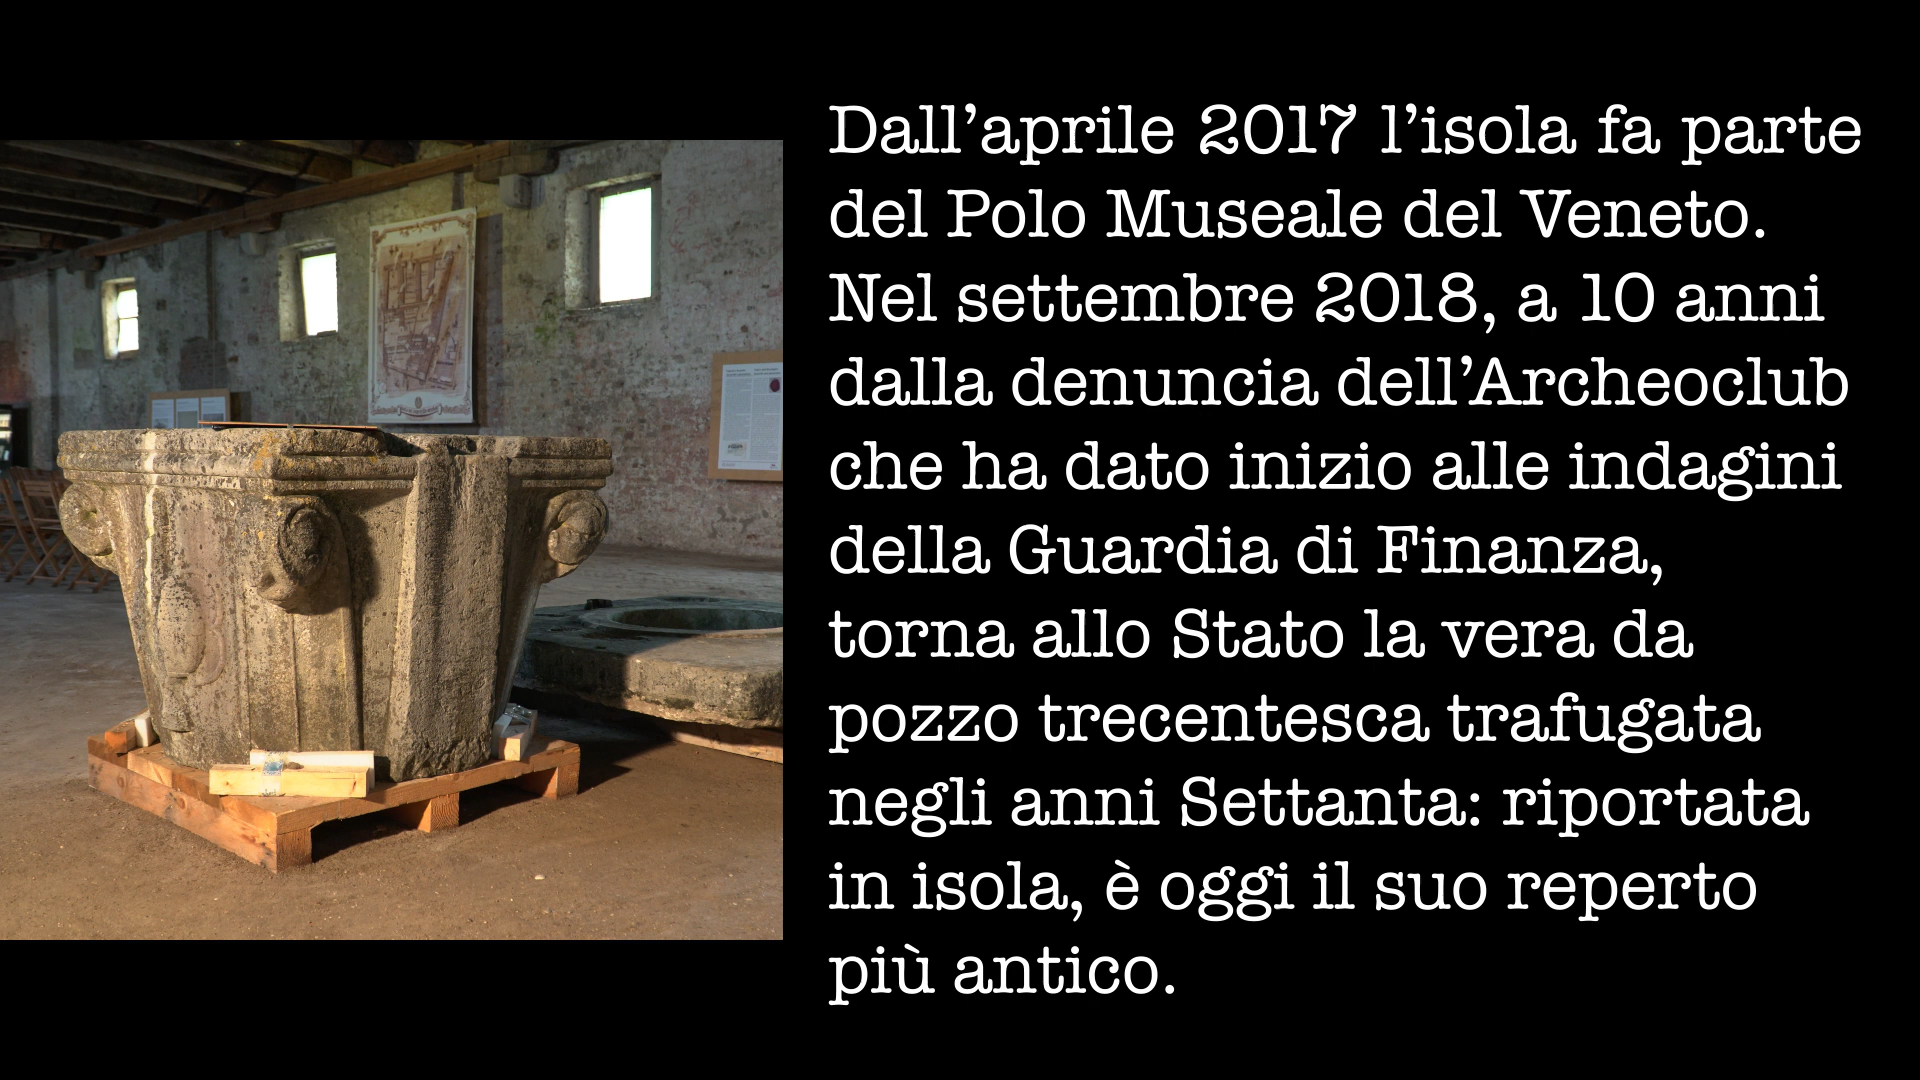 Dall’aprile 2017 l’isola fa parte
del Polo Museale del Veneto.
Nel settembre 2018, a 10 anni
dalla denuncia dell’Archeoclub
che ha dato inizio alle indagini
della Guardia di Finanza,
torna allo Stato la vera da
pozzo trecentesca trafugata
negli anni Settanta: riportata
in isola, è oggi il suo reperto
più antico.